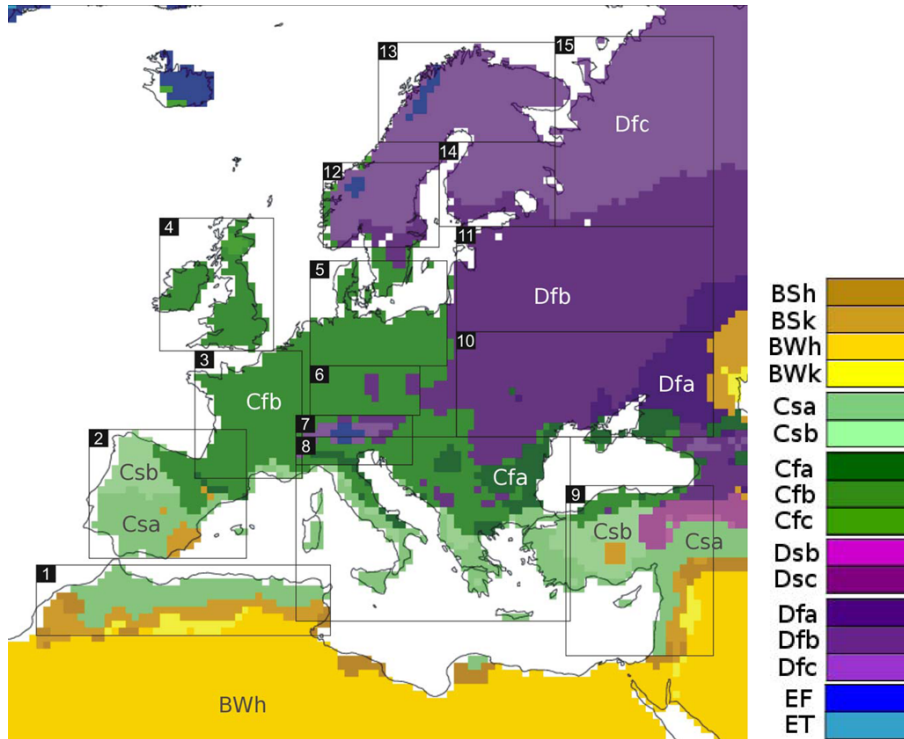 13
15
Dfc
14
12
4
11
5
Dfb
10
3
6
Dfa
Cfb
7
2
8
Csb
Cfa
9
Csa
Csb
Csa
1
BWh
BSh
BSk
BWh
BWk
Csa
Csb
Cfa
Cfb
Cfc
Dsb
Dsc
Dfa
Dfb
Dfc
EF
ET